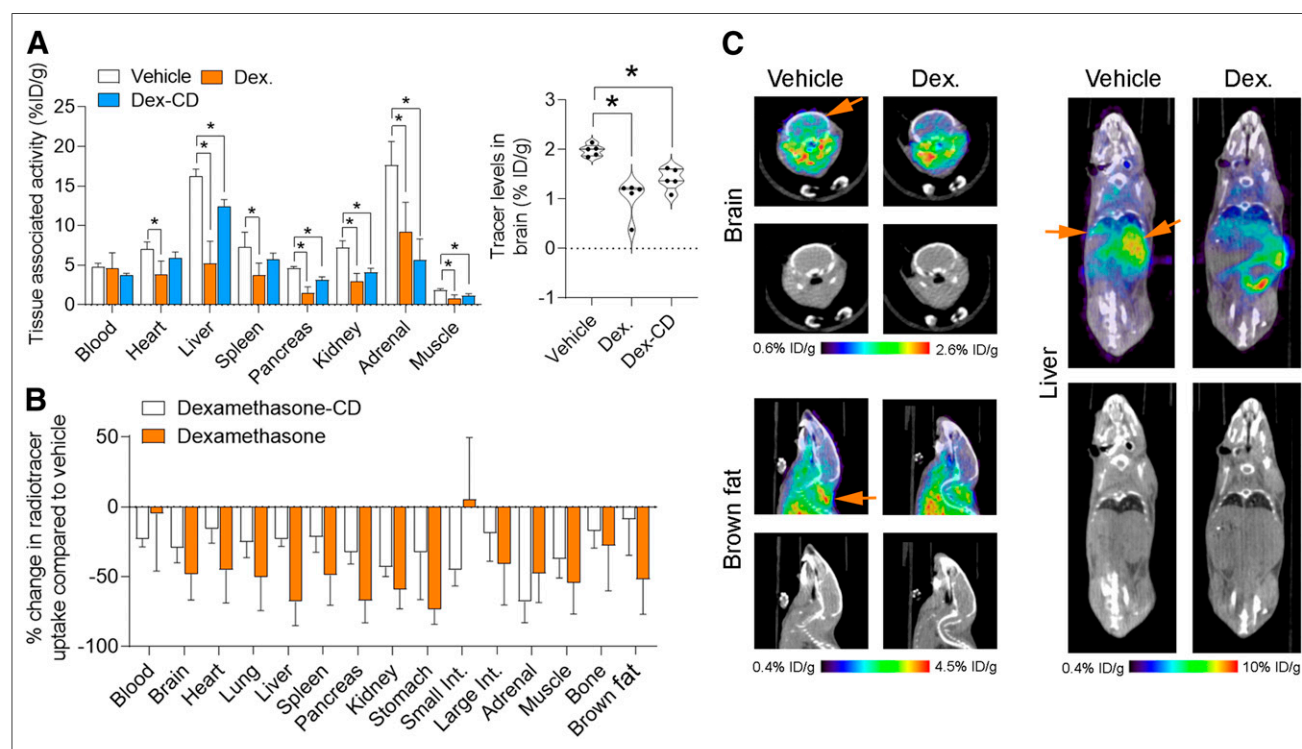 A
Vehicle
Dex.
Dex-CD
Tissue associated activity (%ID/g)
25
20
15
10
5
0
* * * * * * * * * * * * *
Blood
Heart
Liver
Spleen
Pancreas
Kidney
Adrenal
Muscle
Tracer levels in
brain (% ID/g)
3
2
1
0
-1
*
*
Vehicle
Dex.
Dex-CD
B
Dexamethasone-CD
Dexamethasone
% change in radiotracer
uptake compared to vehicle
50
0
-50
-100
Blood
Brain
Heart
Lung
Liver
Spleen
Pancreas
Kidney
Stomach
Small Int.
Large Int.
Adrenal
Muscle
Bone
Brown fat
C
Vehicle
Dex.
Brain
0.6% ID/g
2.6% ID/g
Brown fat
0.4% ID/g
4.5% ID/g
Vehicle
Dex.
Liver
0.4% ID/g
10% ID/g